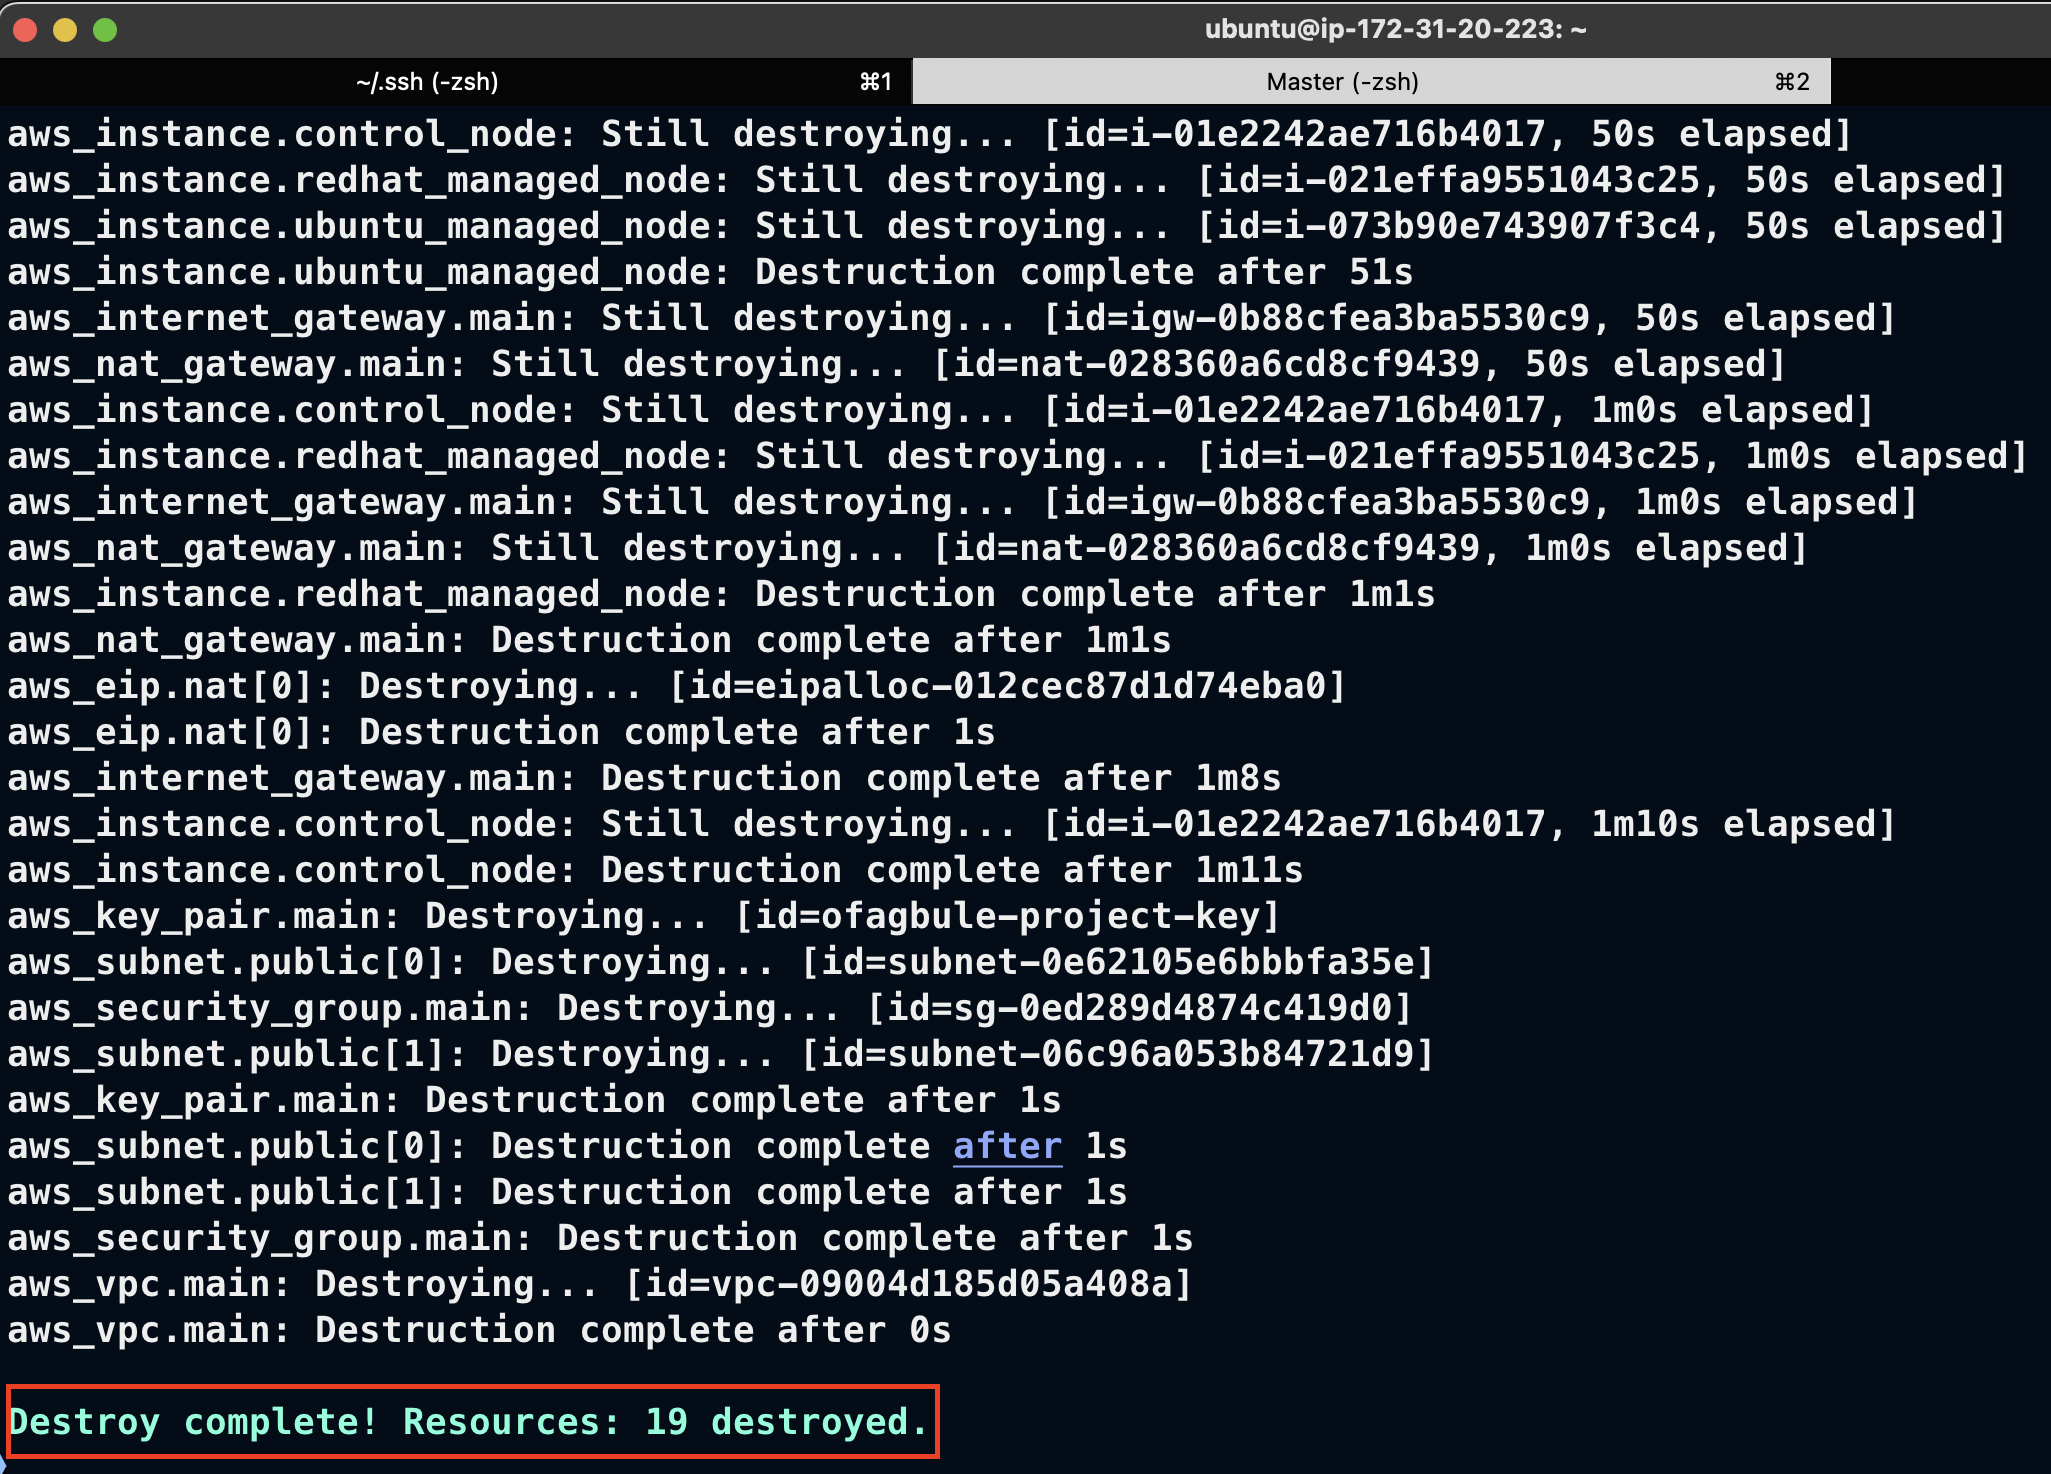 ubuntu@ip-172-31-20-223: ~
~/.ssh (-zsh) ⌘1 Master (-zsh) ⌘2
aws_instance.control_node: Still destroying... [id=i-01e2242ae716b4017, 50s elapsed]
aws_instance.redhat_managed_node: Still destroying... [id=i-021effa9551043c25, 50s elapsed]
aws_instance.ubuntu_managed_node: Still destroying... [id=i-073b90e743907f3c4, 50s elapsed]
aws_instance.ubuntu_managed_node: Destruction complete after 51s
aws_internet_gateway.main: Still destroying... [id=igw-0b88cfea3ba5530c9, 50s elapsed]
aws_nat_gateway.main: Still destroying... [id=nat-028360a6cd8cf9439, 50s elapsed]
aws_instance.control_node: Still destroying... [id=i-01e2242ae716b4017, 1m0s elapsed]
aws_instance.redhat_managed_node: Still destroying... [id=i-021effa9551043c25, 1m0s elapsed]
aws_internet_gateway.main: Still destroying... [id=igw-0b88cfea3ba5530c9, 1m0s elapsed]
aws_nat_gateway.main: Still destroying... [id=nat-028360a6cd8cf9439, 1m0s elapsed]
aws_instance.redhat_managed_node: Destruction complete after 1m1s
aws_nat_gateway.main: Destruction complete after 1m1s
aws_eip.nat[0]: Destroying... [id=eipalloc-012cec87d1d74eba0]
aws_eip.nat[0]: Destruction complete after 1s
aws_internet_gateway.main: Destruction complete after 1m8s
aws_instance.control_node: Still destroying... [id=i-01e2242ae716b4017, 1m10s elapsed]
aws_instance.control_node: Destruction complete after 1m11s
aws_key_pair.main: Destroying... [id=ofagbule-project-key]
aws_subnet.public[0]: Destroying... [id=subnet-0e62105e6bbbfa35e]
aws_security_group.main: Destroying... [id=sg-0ed289d4874c419d0]
aws_subnet.public[1]: Destroying... [id=subnet-06c96a053b84721d9]
aws_key_pair.main: Destruction complete after 1s
aws_subnet.public[0]: Destruction complete after 1s
aws_subnet.public[1]: Destruction complete after 1s
aws_security_group.main: Destruction complete after 1s
aws_vpc.main: Destroying... [id=vpc-09004d185d05a408a]
aws_vpc.main: Destruction complete after 0s
Destroy complete! Resources: 19 destroyed.